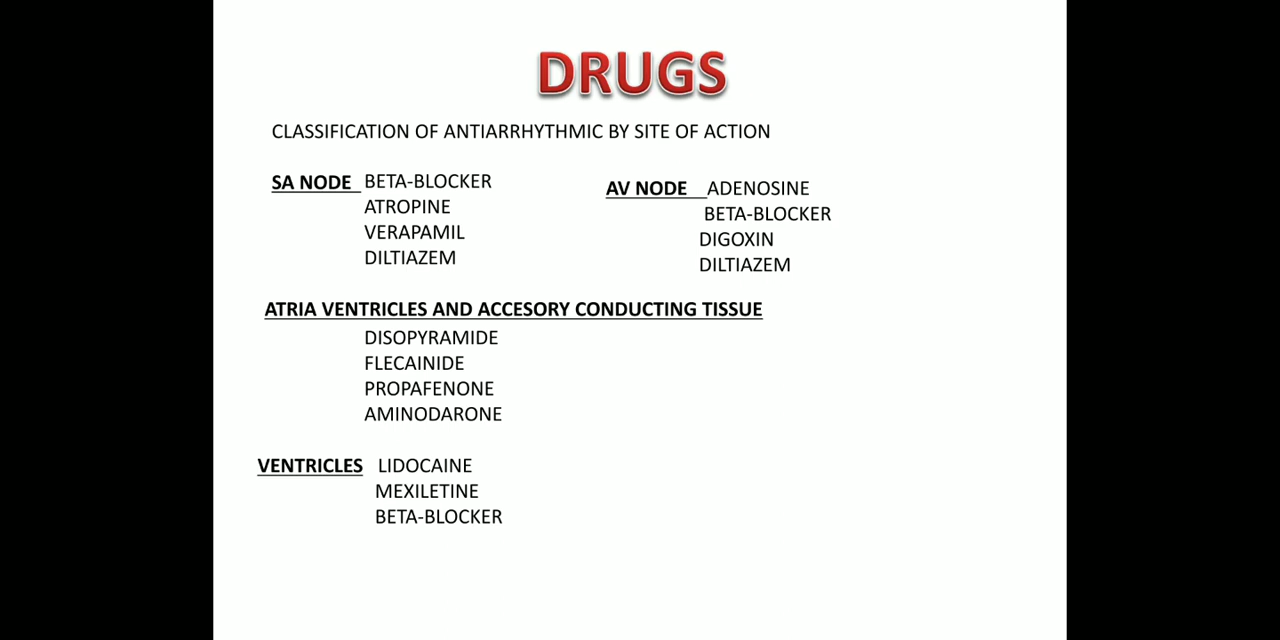 DRUGS
CLASSIFICATION OF ANTIARRHYTHMIC BY SITE OF ACTION
SA NODE BETA-BLOCKER
ATROPINE
VERAPAMIL
DILTIAZEM
AV NODE ADENOSINE
BETA-BLOCKER
DIGOXIN
DILTIAZEM
ATRIA VENTRICLES AND ACCESORY CONDUCTING TISSUE
DISOPYRAMIDE
FLECAINIDE
PROPAFENONE
AMINODARONE
VENTRICLES LIDOCAINE
MEXILETINE
BETA-BLOCKER